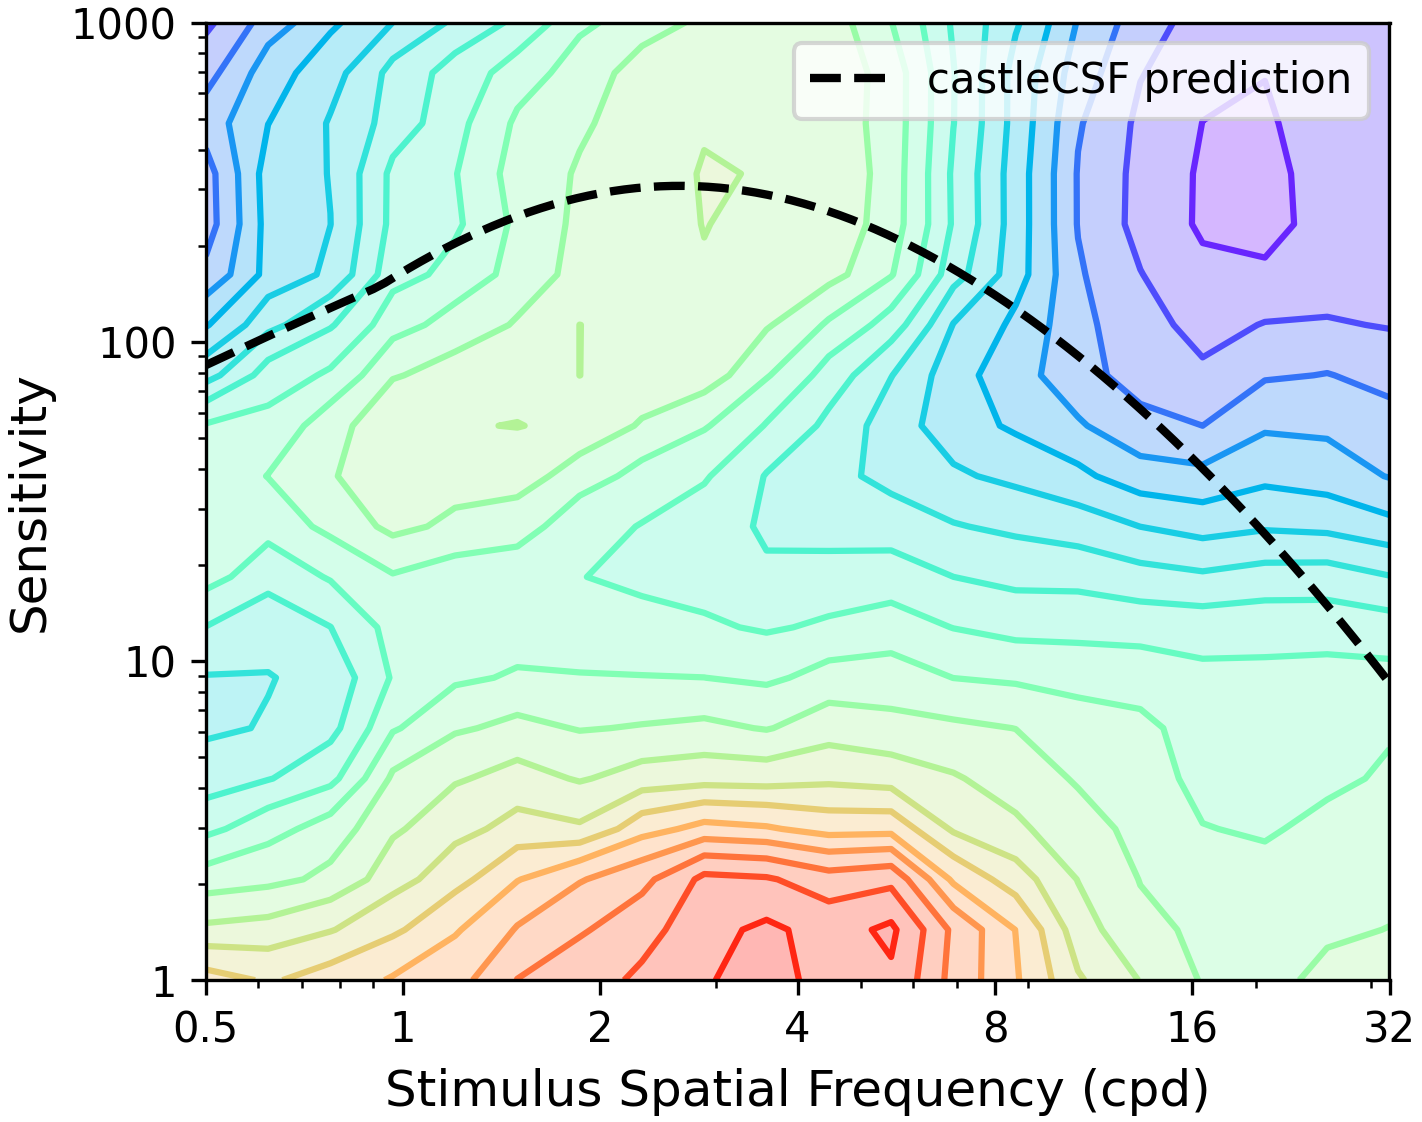 1000
castleCSF prediction
100
Sensitivity
10
1
0.5 1 2 4 8 16 32
Stimulus Spatial Frequency (cpd)